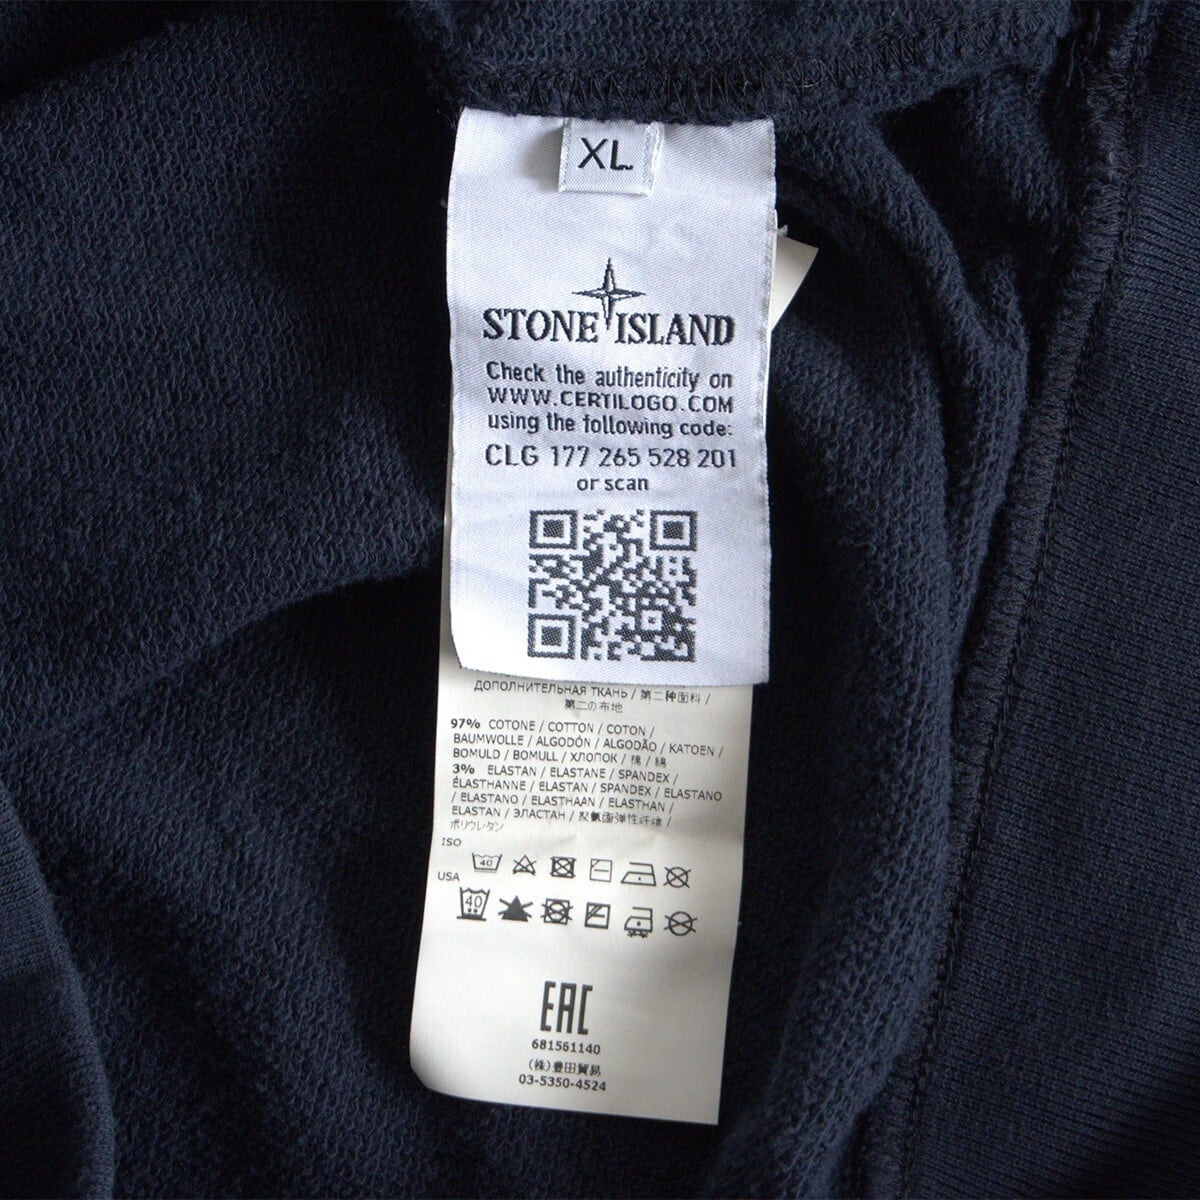 XL
STONE ISLAND
Check the authenticity on
WWW.CERTILOGO.COM
using the following code:
CLG 177 265 528 201
or scan
ДОПОЛНИТЕЛЬНАЯ ТКАНЬ / 第二种面料 /
第二の布地
97% COTONE / COTTON / COTON /
BAUMWOLLE / ALGODÓN / ALGODÃO / KATOEN /
BOMULD / BOMULL / ХЛОПОК / 棉 / 綿
3% ELASTAN / ELASTANE / SPANDEX /
ÉLASTHANNE / ELASTAN / SPANDEX / ELASTANO
/ ELASTANO / ELASTHAAN / ELASTHAN /
ELASTAN / ЭЛАСТАН / 聚氨酯弹性纤维 /
ポリウレタン
ISO
40
USA
40
EAC
681561140
(株)豊田貿易
03-5350-4524